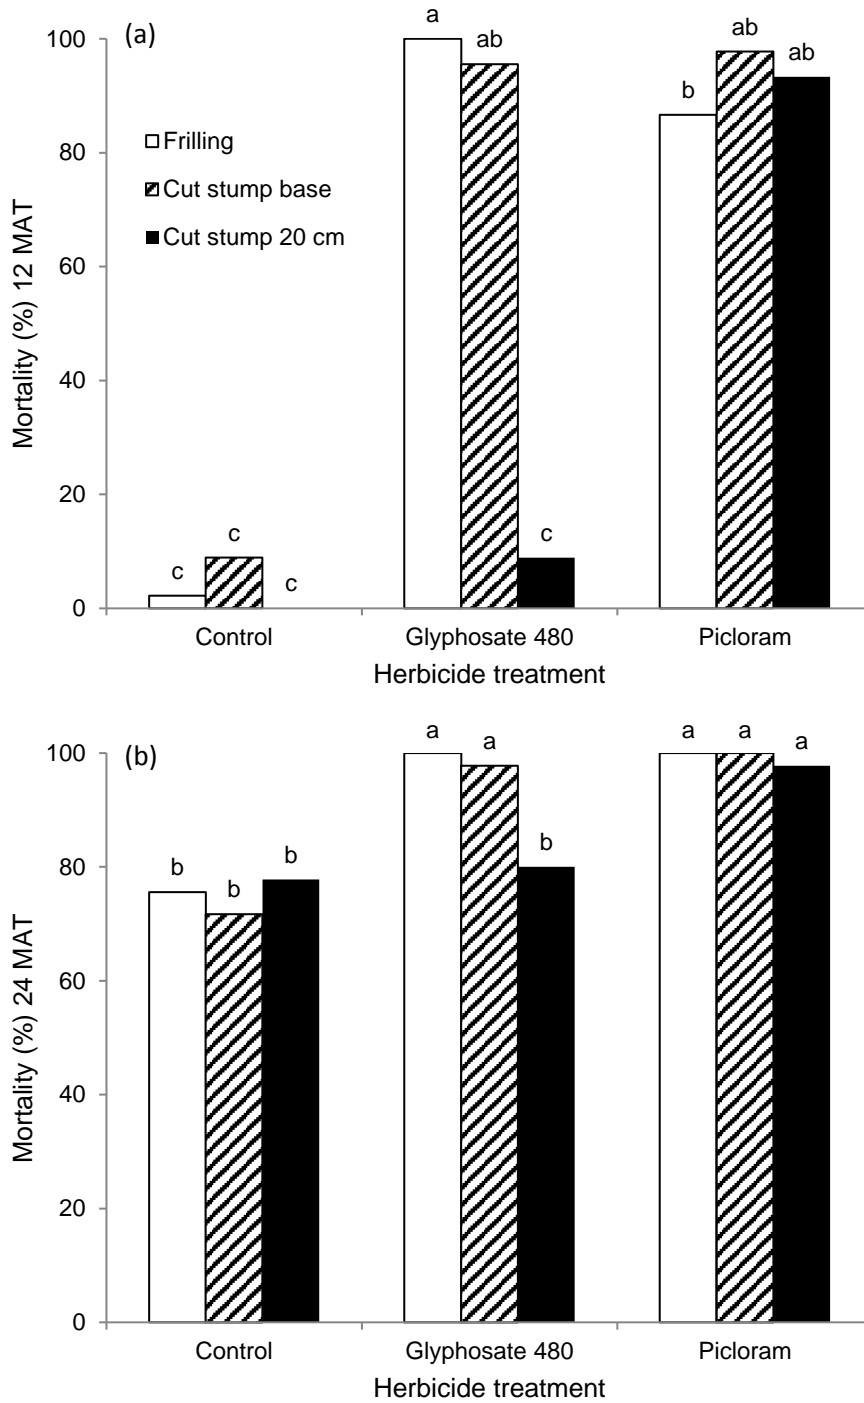 (a)
a
ab
ab
ab
b
100
Frilling
80
Cut stump base
Cut stump 20 cm
60
Mortality (%) 12 MAT
40
20
c
c
c
c
0
Control Glyphosate 480 Picloram
Herbicide treatment
(b)
a a a a a
100
b b b
80
b
60
Mortality (%) 24 MAT
40
20
0
Control Glyphosate 480 Picloram
Herbicide treatment